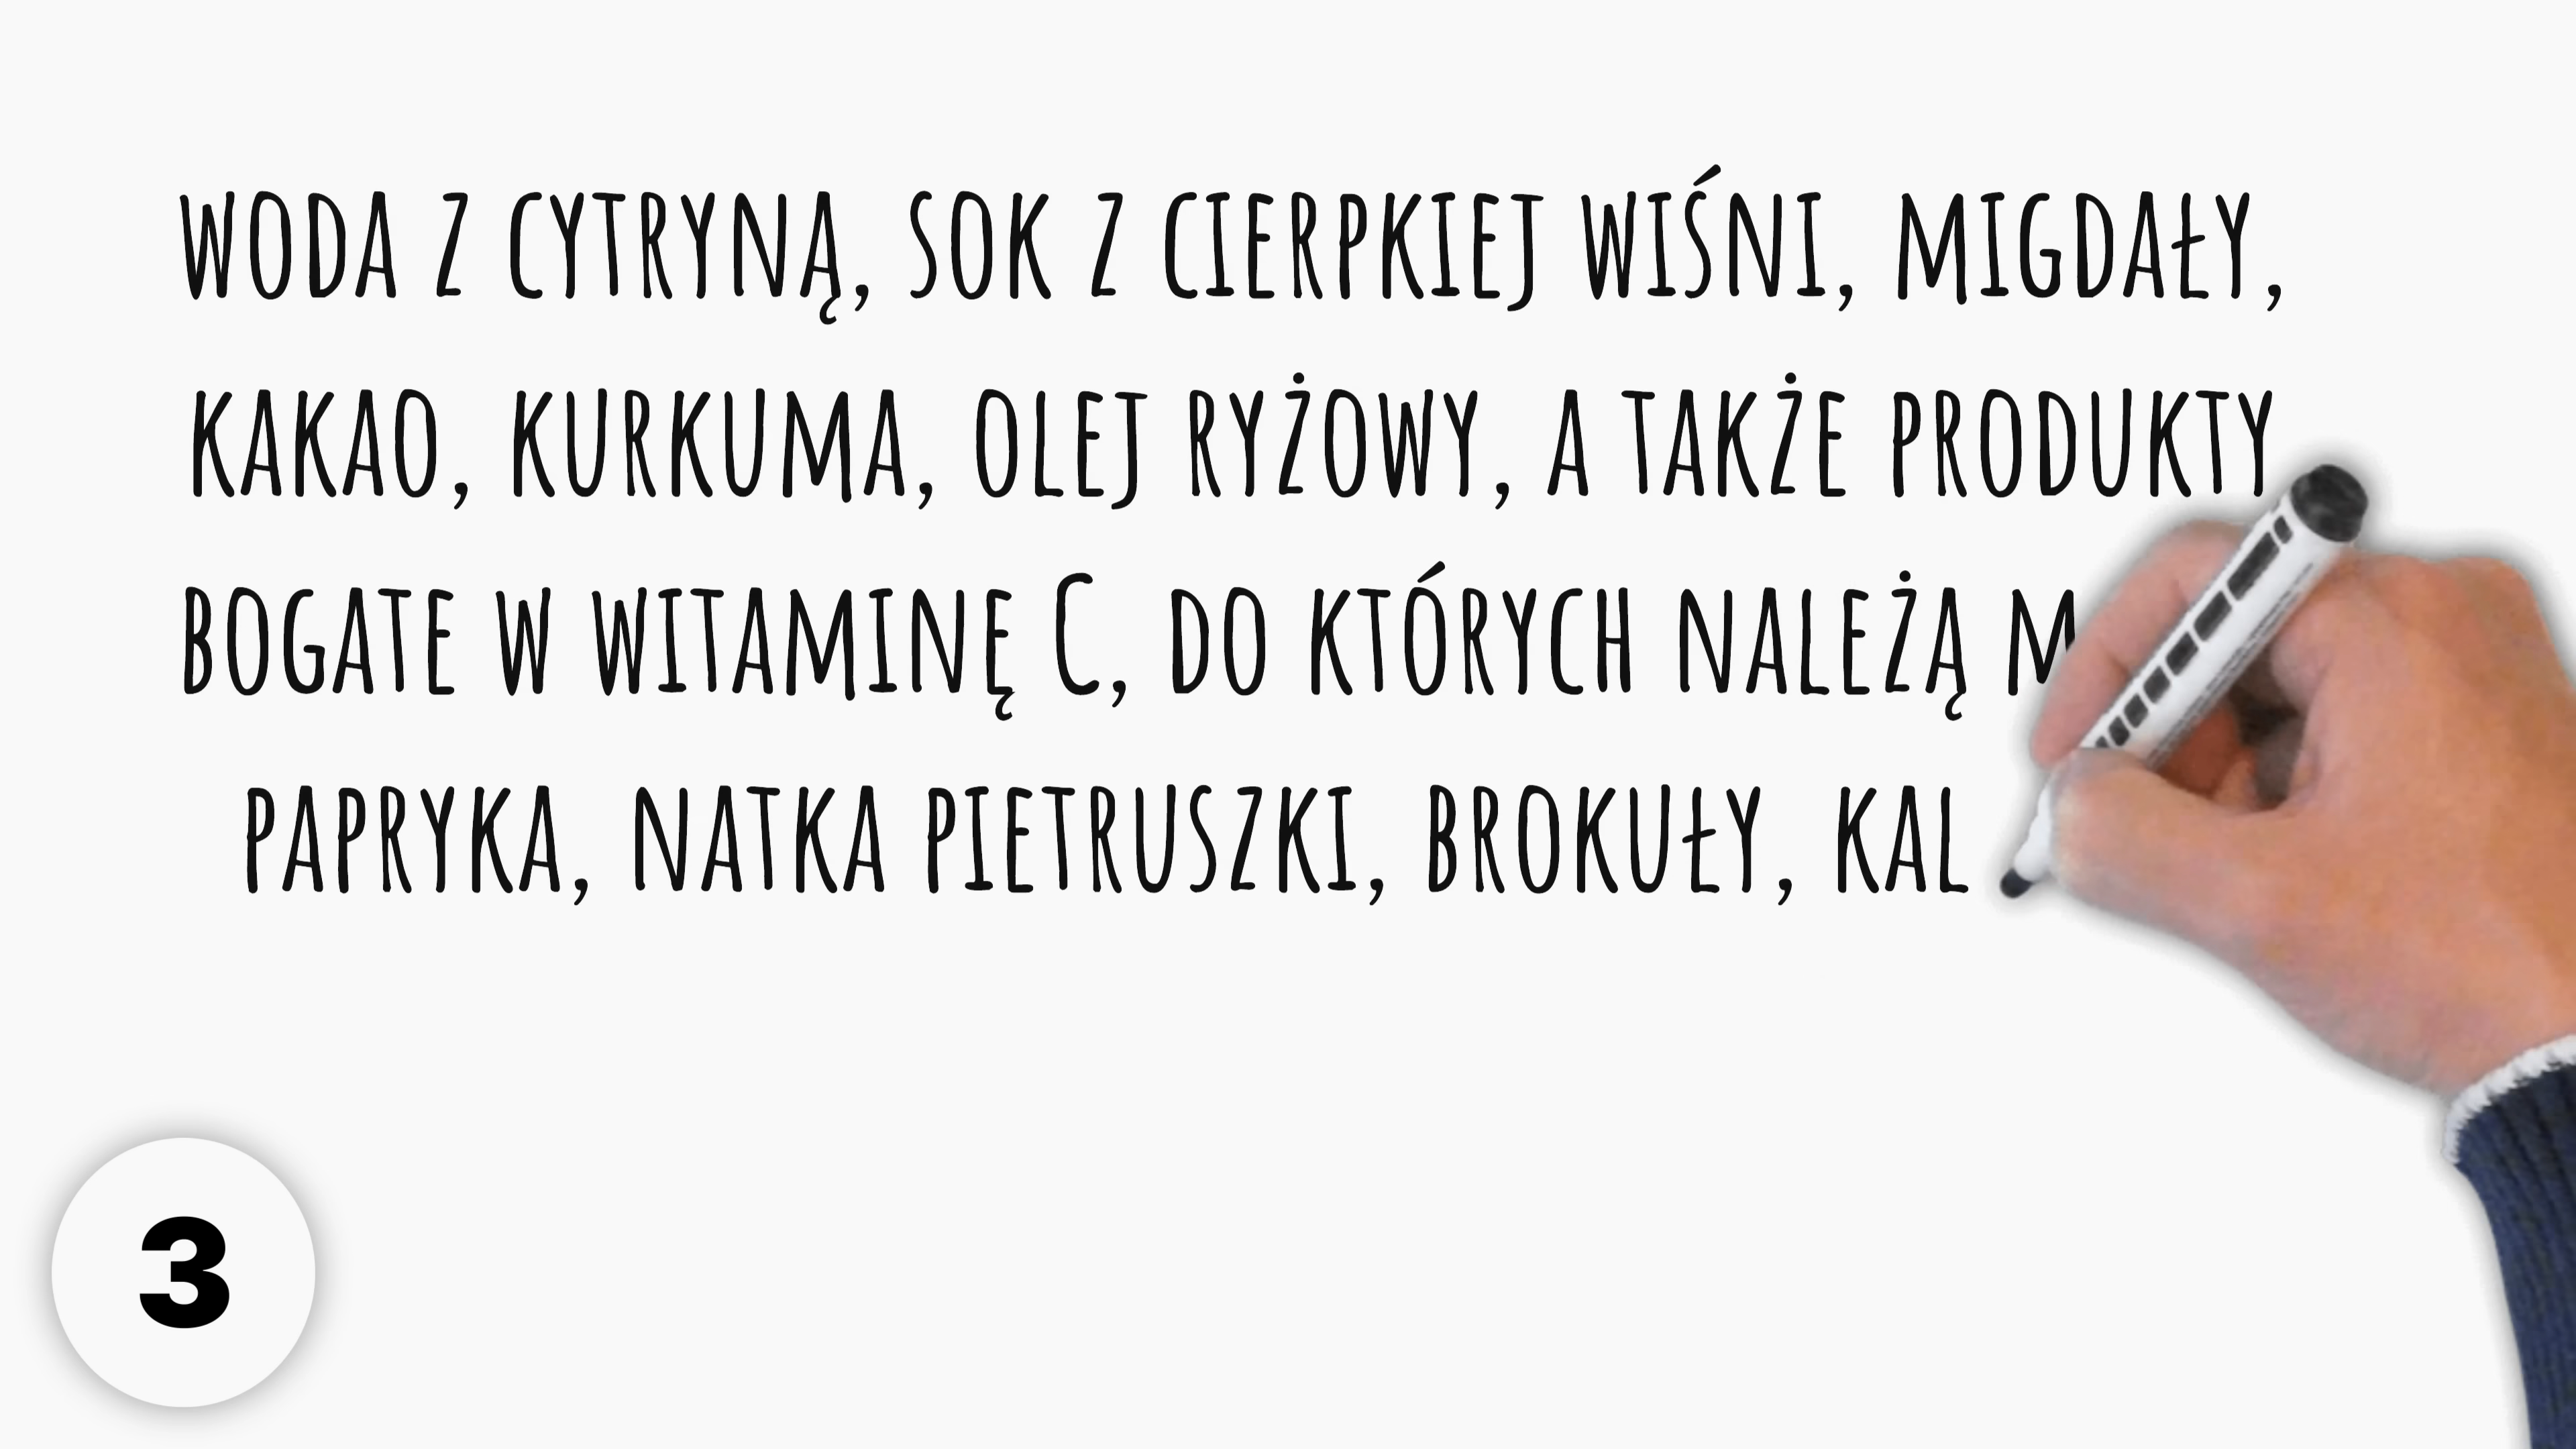 WODA Z CYTRYNĄ, SOK Z CIERPKIEJ WIŚNI, MIGDAŁY,
KAKAO, KURKUMA, OLEJ RYŻOWY, A TAKŻE PRODUKTY
BOGATE W WITAMINĘ C, DO KTÓRYCH NALEŻĄ
PAPRYKA, NATKA PIETRUSZKI, BROKUŁY, KAL
3